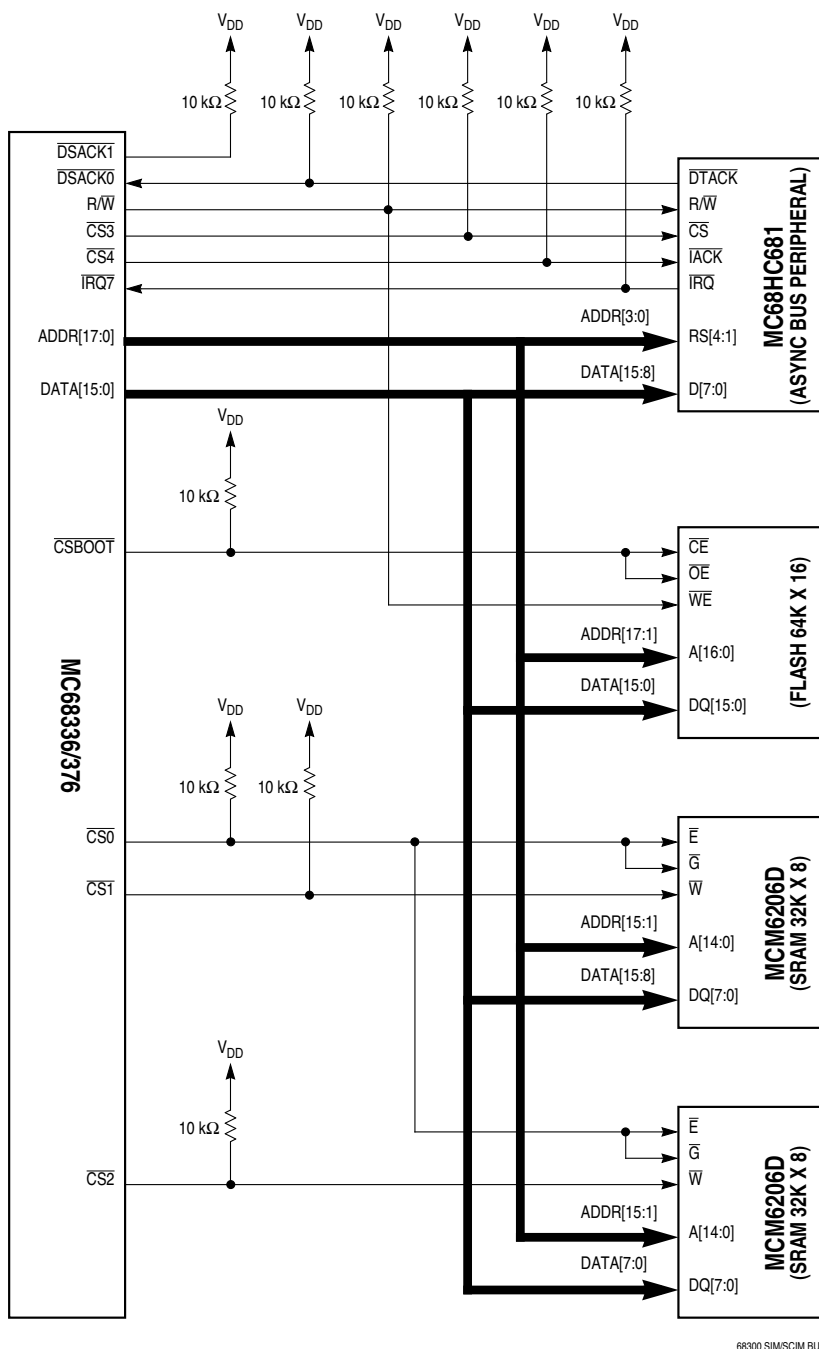 VDD VDD VDD VDD VDD VDD
10 kΩ 10 kΩ 10 kΩ 10 kΩ 10 kΩ 10 kΩ
MC68336/376
DSACK1
DSACK0
R/W
CS3
CS4
IRQ7
ADDR[17:0]
DATA[15:0]
DTACK
R/W
CS
IACK
IRQ
ADDR[3:0]
RS[4:1]
DATA[15:8]
D[7:0]
MC68HC681
(ASYNC BUS PERIPHERAL)
VDD
10 kΩ
CSBOOT
CE
OE
WE
ADDR[17:1]
A[16:0]
DATA[15:0]
DQ[15:0]
(FLASH 64K X 16)
VDD VDD
10 kΩ 10 kΩ
CS0
CS1
E
G
W
ADDR[15:1]
A[14:0]
DATA[15:8]
DQ[7:0]
MCM6206D
(SRAM 32K X 8)
VDD
10 kΩ
CS2
E
G
W
ADDR[15:1]
A[14:0]
DATA[7:0]
DQ[7:0]
MCM6206D
(SRAM 32K X 8)
68300 SIM/SCIM